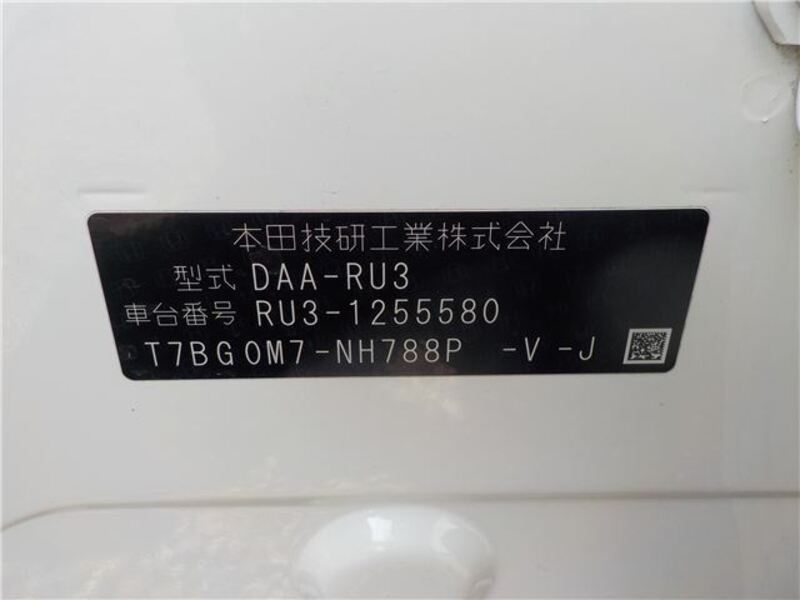 本田技研工業株式会社
型式 DAA-RU3
車台番号 RU3-1255580
T7BG0M7-NH788P -V -J